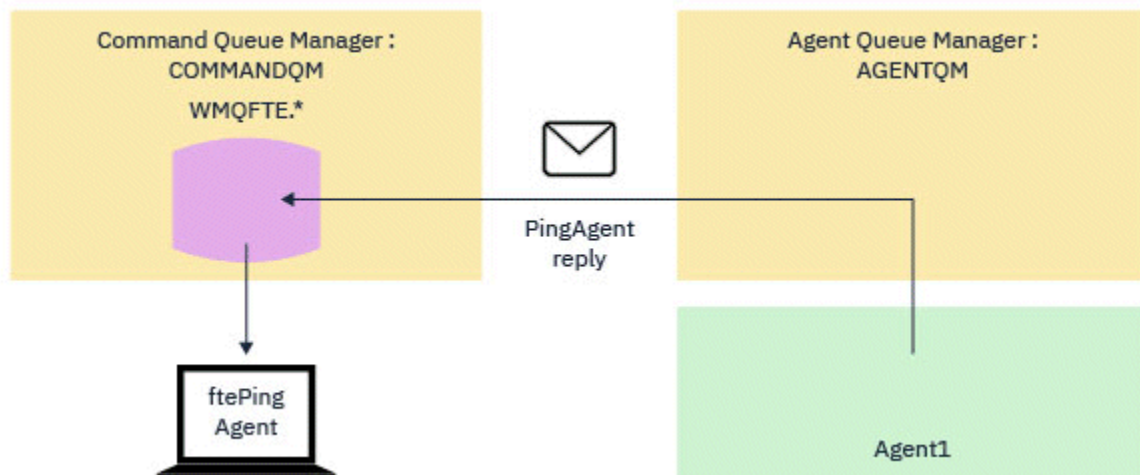 Command Queue Manager :
COMMANDQM
WMQFTE.*
Agent Queue Manager :
AGENTQM
PingAgent
reply
ftePing
Agent
Agent1